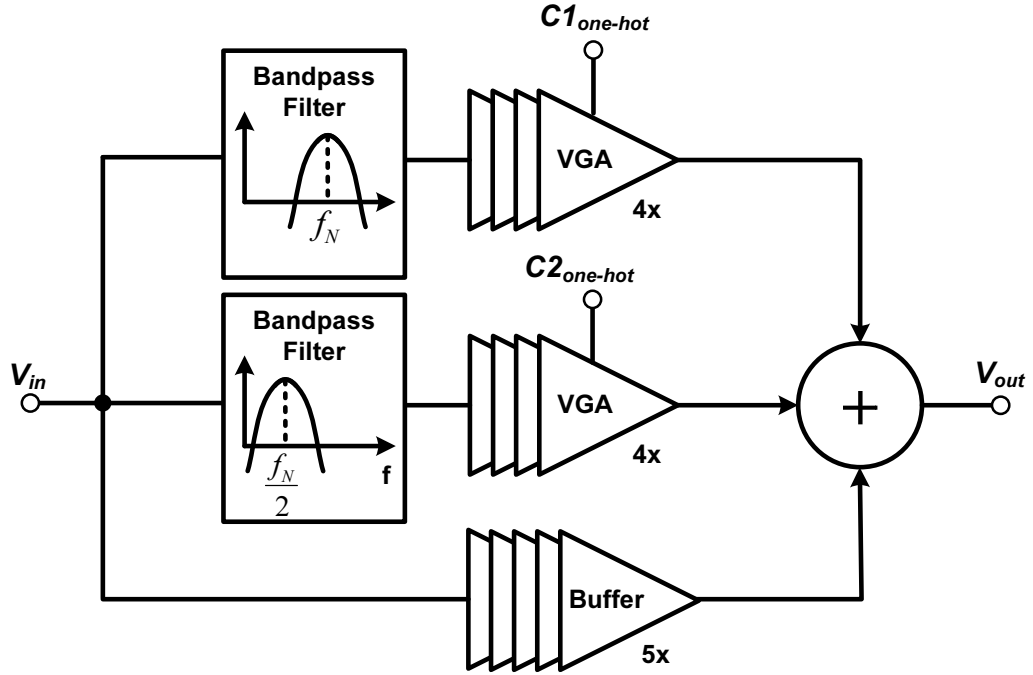 C1one-hot
Bandpass
Filter
VGA
fN
4x
C2one-hot
Bandpass
Filter
Vin
VGA
Vout
+
fN
2
f
4x
Buffer
5x